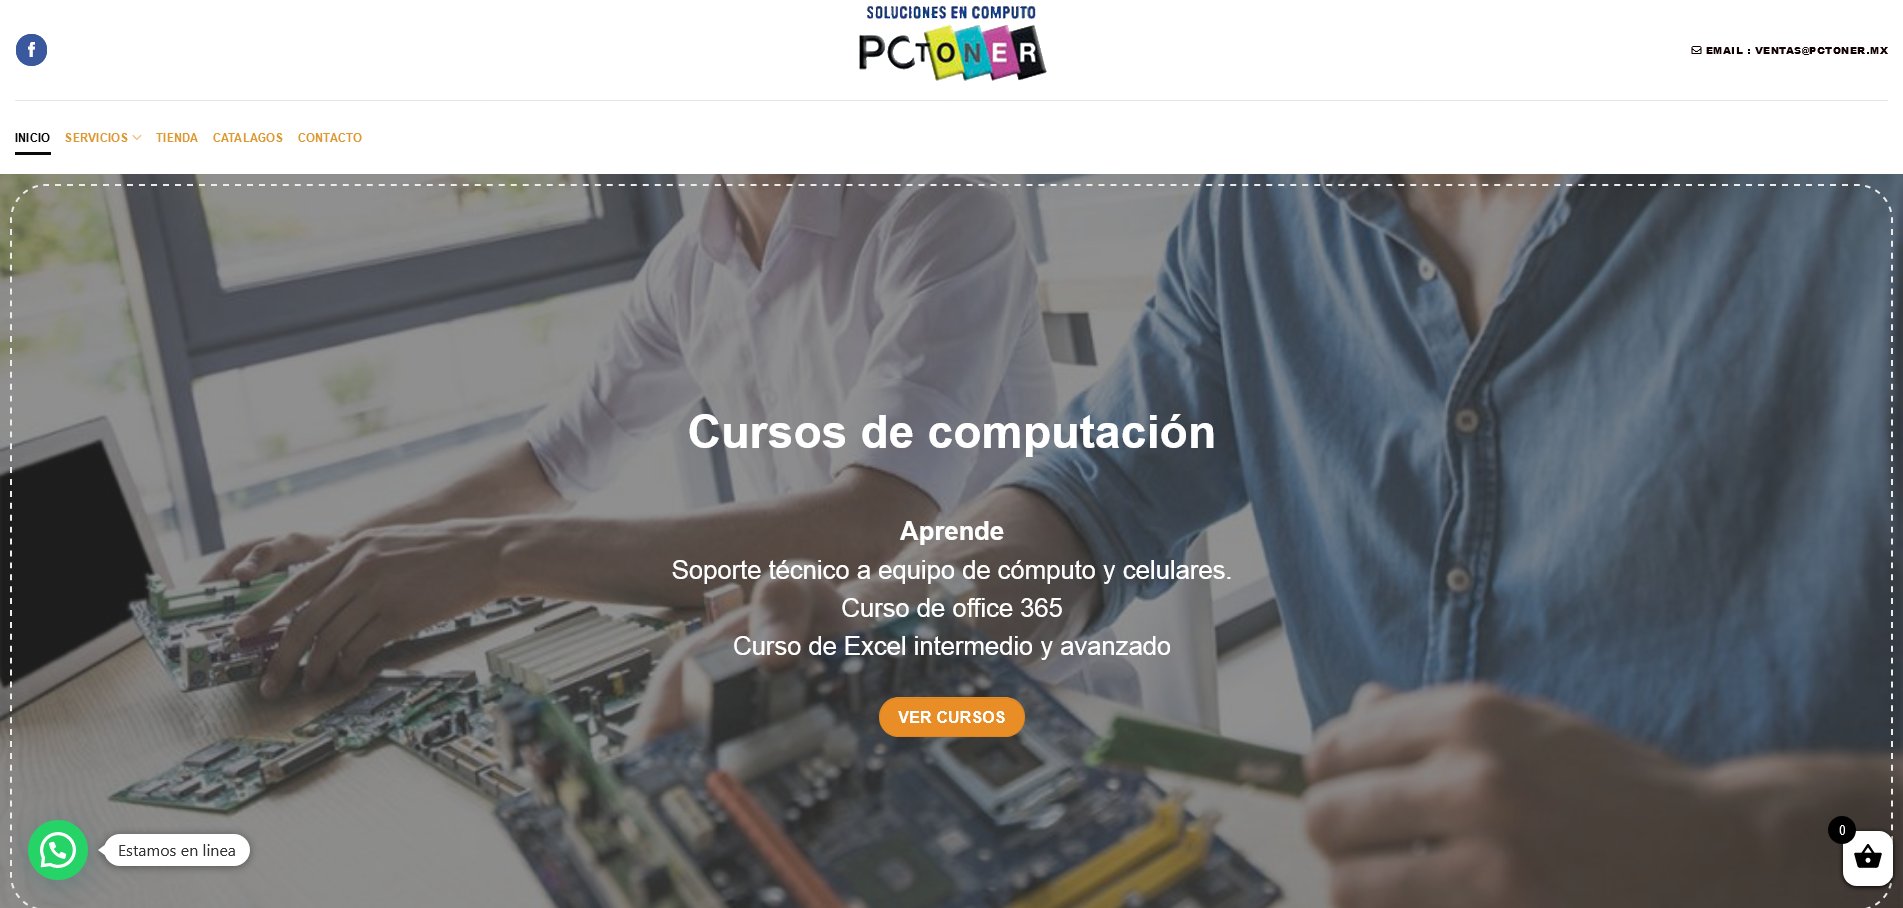 SOLUCIONES EN COMPUTO
PCTONER
EMAIL : VENTAS@PCTONER.MX
INICIO SERVICIOS TIENDA CATALAGOS CONTACTO
Cursos de computación
Aprende
Soporte técnico a equipo de cómputo y celulares.
Curso de office 365
Curso de Excel intermedio y avanzado
VER CURSOS
Estamos en linea
0